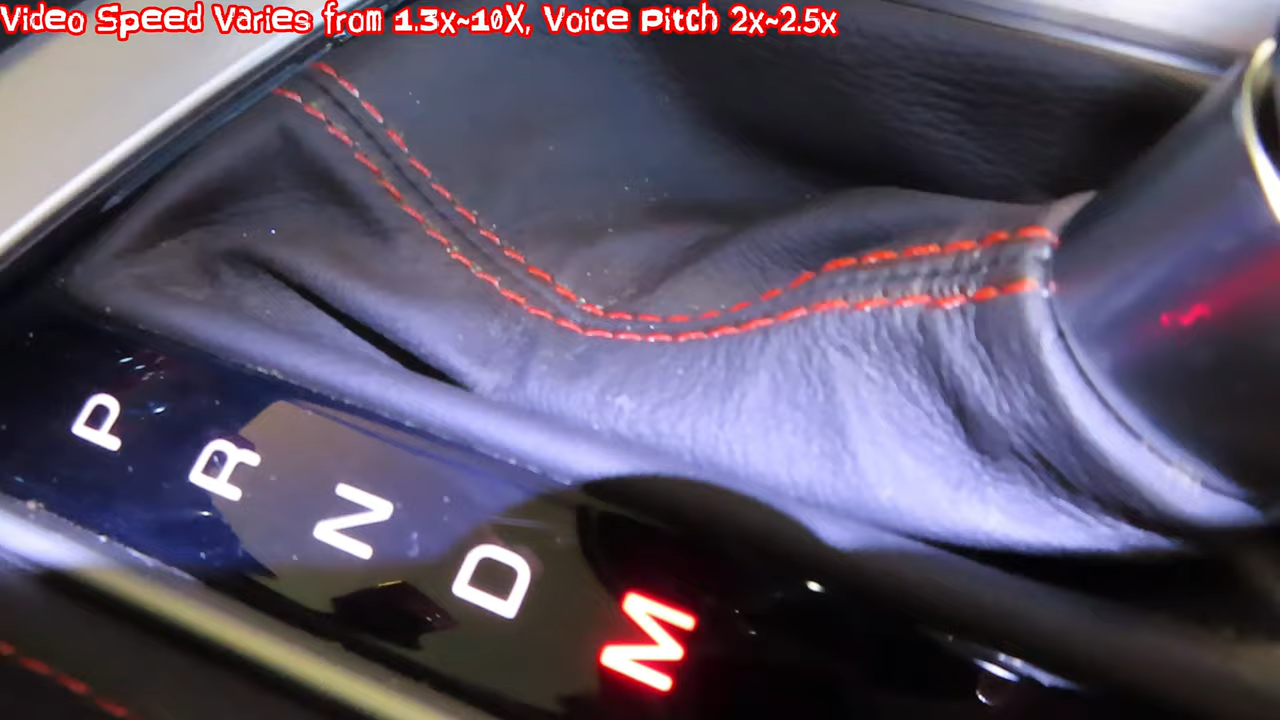 Video Speed Varies from 1.3x~10X, Voice Pitch 2x~2.5x
P
R
N
D
M